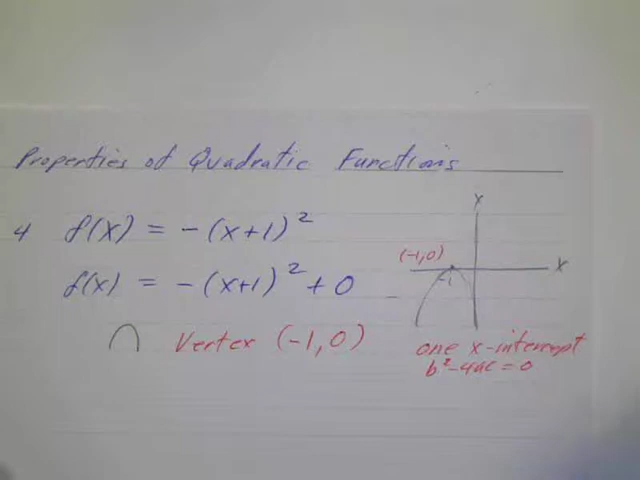 Properties of Quadratic Functions
4 f(x) = -(x+1)²
f(x) = -(x+1)² + 0
Vertex (-1,0)
Y
(-1,0)
X
-1
one x-intercept
b²-4ac=0